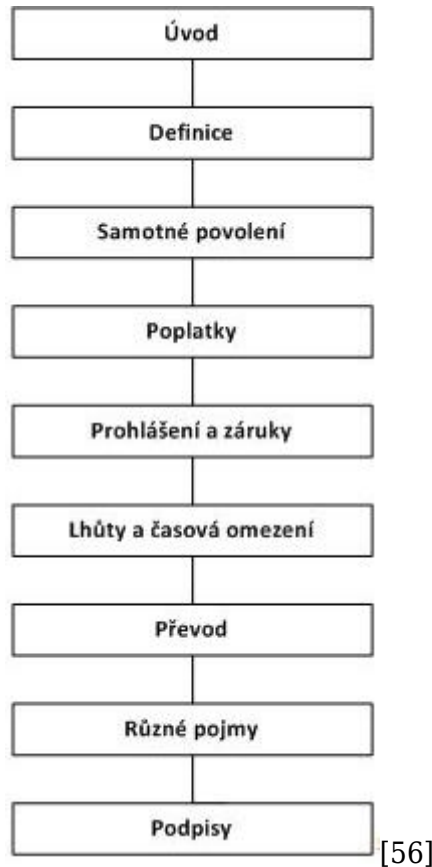 Úvod
Definice
Samotné povolení
Poplatky
Prohlášení a záruky
Lhůty a časová omezení
Převod
Různé pojmy
Podpisy
[56]